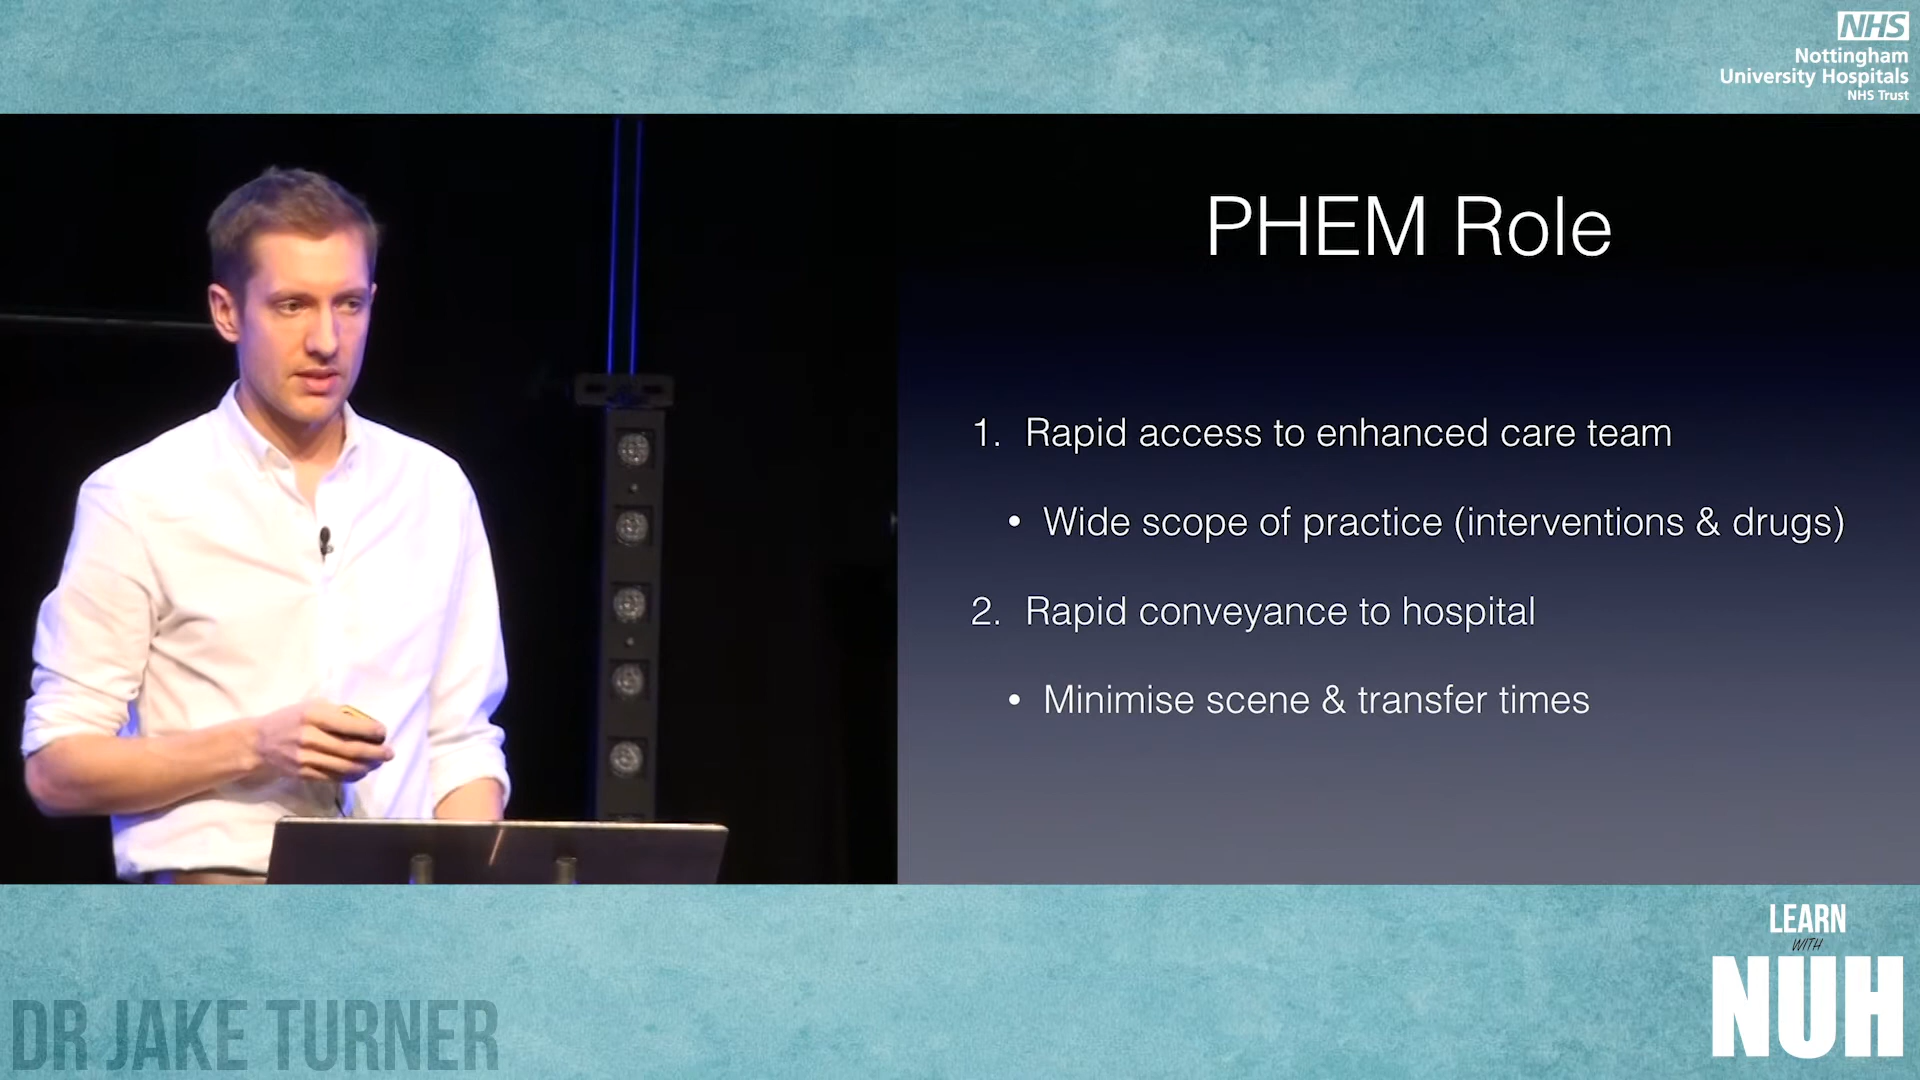 NHS
Nottingham
University Hospitals
NHS Trust
PHEM Role
1. Rapid access to enhanced care team
• Wide scope of practice (interventions & drugs)
2. Rapid conveyance to hospital
• Minimise scene & transfer times
LEARN
WITH
NUH
DR JAKE TURNER